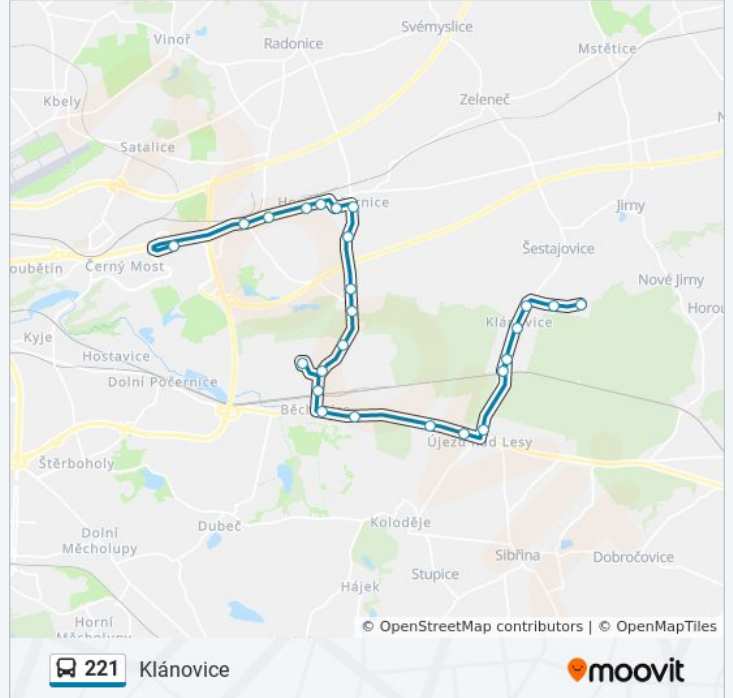 Svémyslice
Vinoř
Radonice
Mstětice
Kbely
Zeleneč
Satalice
Jirny
Šestajovice
oubětín
Černý Most
Nové Jirny
Horou
Klánovice
Kyje
Hostavice
Dolní Počernice
Újezd nad Lesy
Štěrboholy
Dubeč
Koloděje
Dolní
Měcholupy
Sibřina
Dobročovice
Stupice
Hájek
Horní
Měcholupy
© OpenStreetMap contributors | © OpenMapTiles
221 Klánovice
moovit